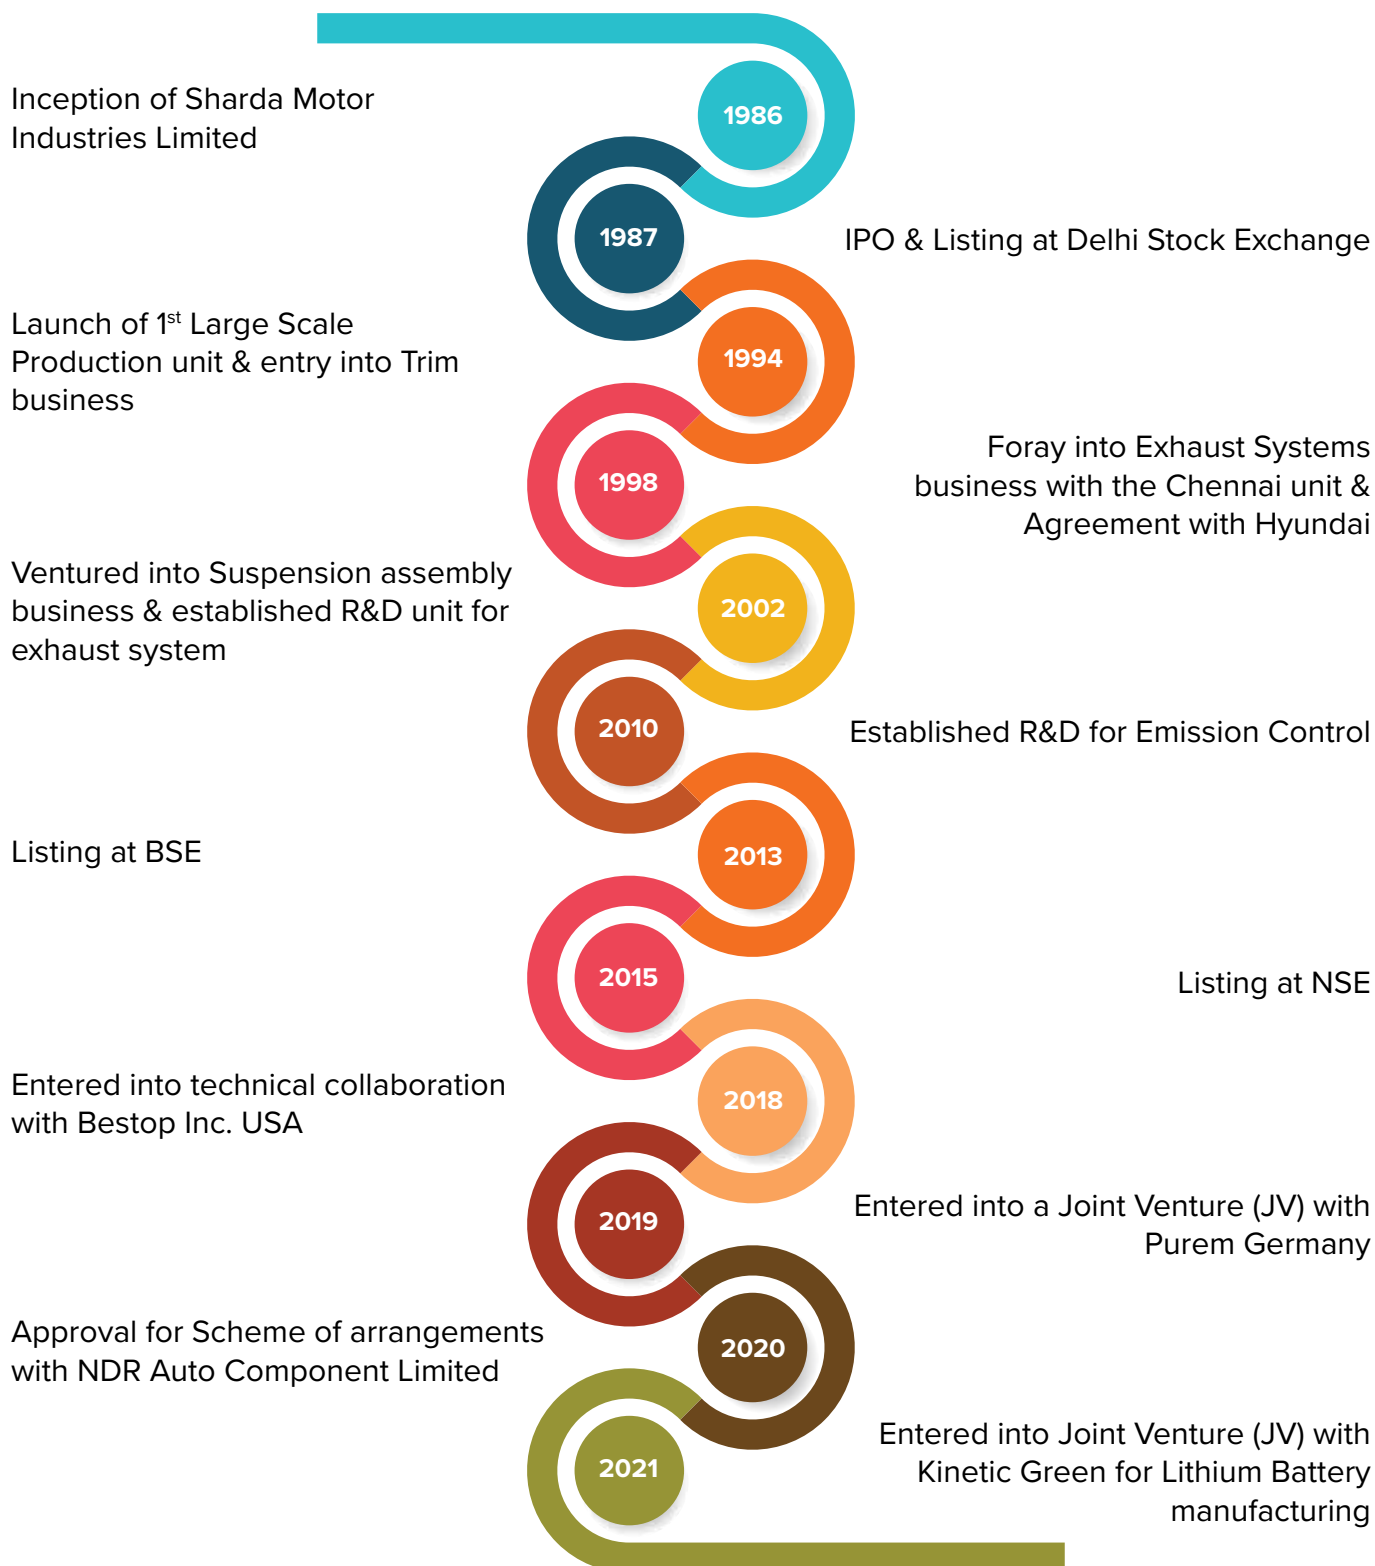 Inception of Sharda Motor
Industries Limited
1986
1987
IPO & Listing at Delhi Stock Exchange
Launch of 1st Large Scale
Production unit & entry into Trim
business
1994
1998
Foray into Exhaust Systems
business with the Chennai unit &
Agreement with Hyundai
Ventured into Suspension assembly
business & established R&D unit for
exhaust system
2002
2010
Established R&D for Emission Control
Listing at BSE
2013
2015
Listing at NSE
Entered into technical collaboration
with Bestop Inc. USA
2018
2019
Entered into a Joint Venture (JV) with
Purem Germany
Approval for Scheme of arrangements
with NDR Auto Component Limited
2020
2021
Entered into Joint Venture (JV) with
Kinetic Green for Lithium Battery
manufacturing